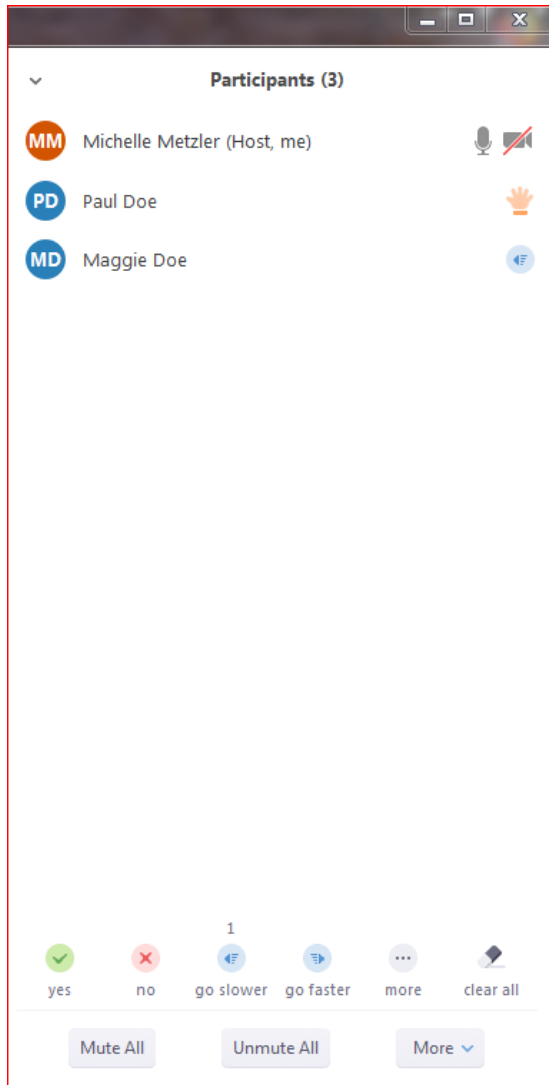 Participants (3)
MM Michelle Metzler (Host, me)
PD Paul Doe
MD Maggie Doe
1
yes no go slower go faster more clear all
Mute All Unmute All More